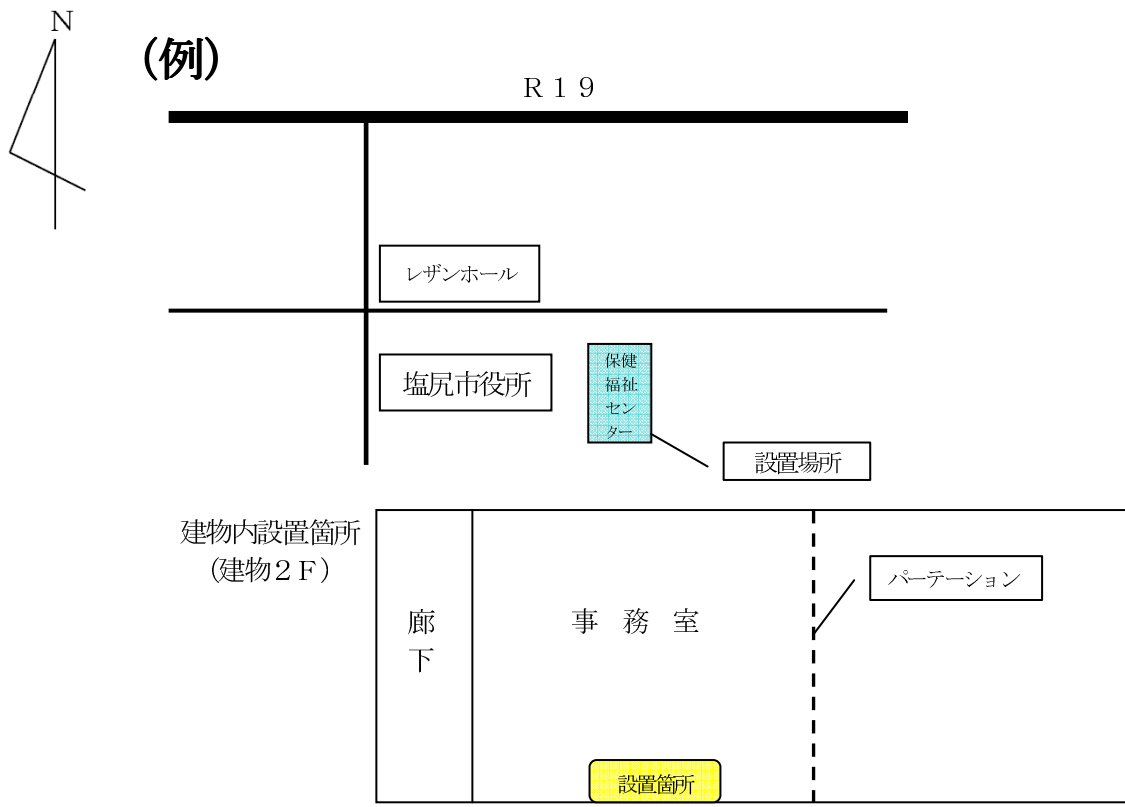 N
(例)
R19
レザンホール
塩尻市役所
保健
福祉
セン
ター
設置場所
建物内設置箇所
(建物2F)
パーテーション
廊
下
事 務 室
設置箇所